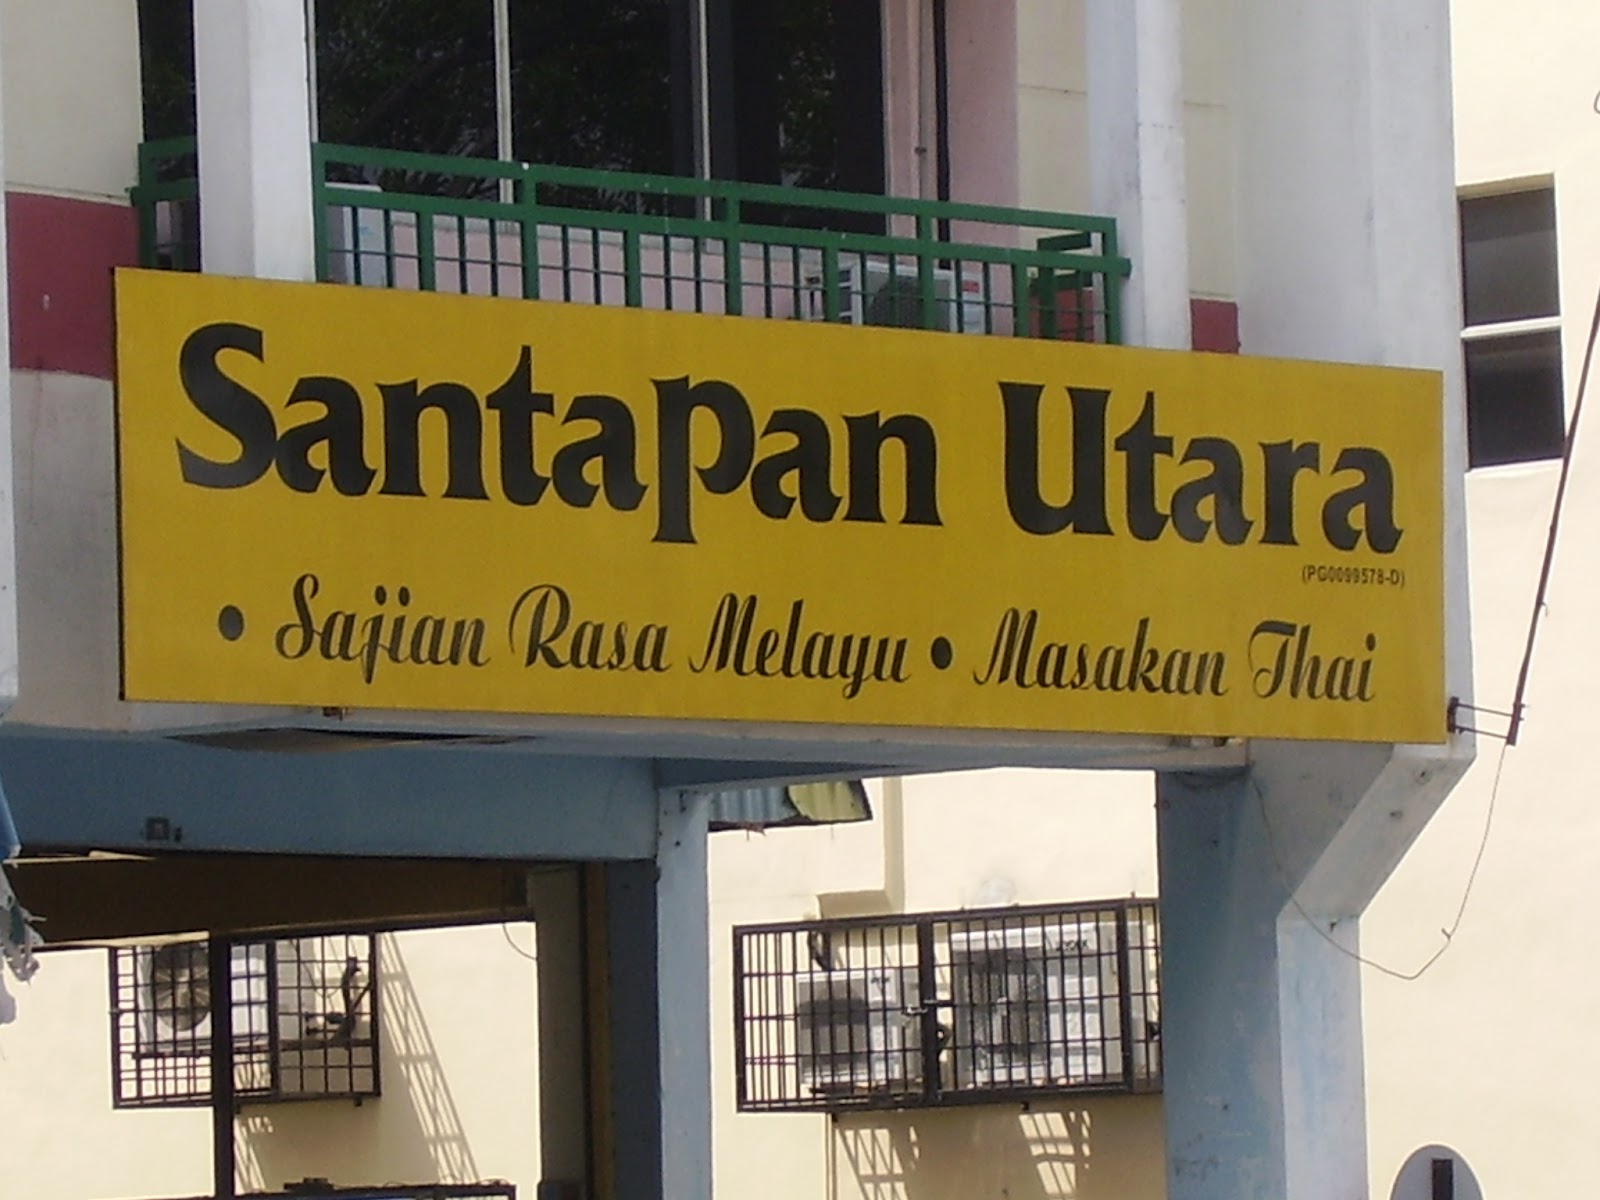 Santapan Utara
(PG0099578-D)
• Sajian Rasa Melayu • Masakan Thai